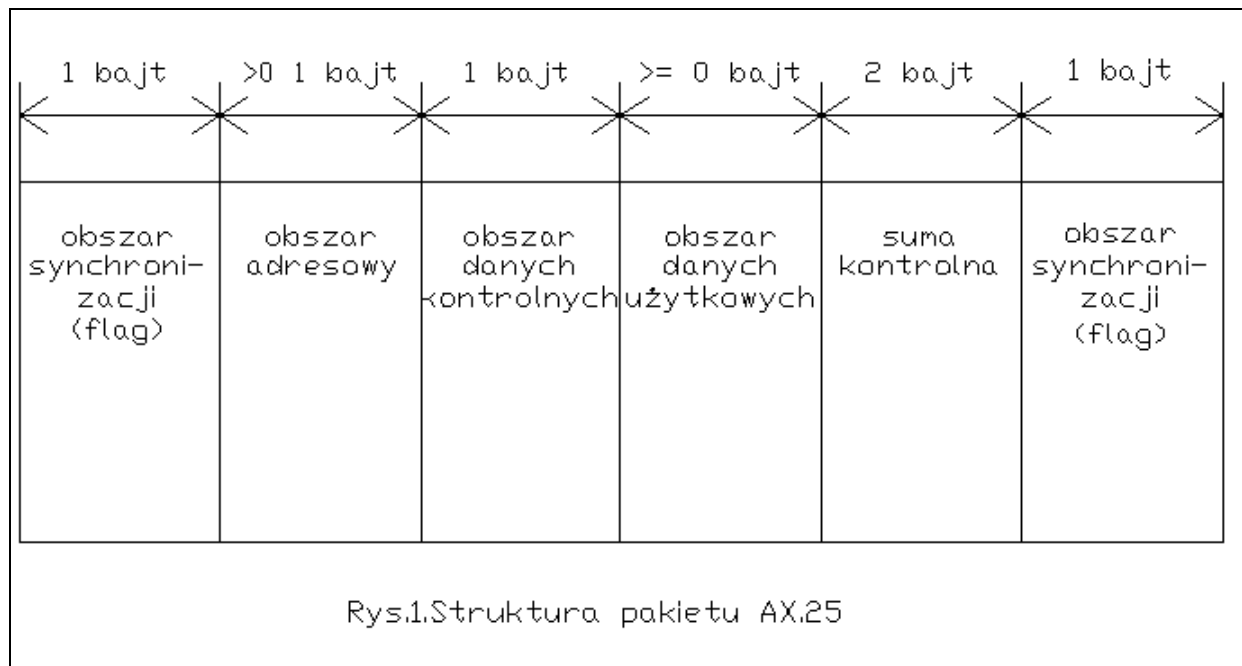 1 bajt >0 1 bajt 1 bajt >= 0 bajt 2 bajt 1 bajt
obszar
synchroni-
zacji
(flag)
obszar
adresowy
obszar
danych
kontrolnych
obszar
danych
użytkowych
suma
kontrolna
obszar
synchroni-
zacji
(flag)
Rys.1.Struktura pakietu AX.25